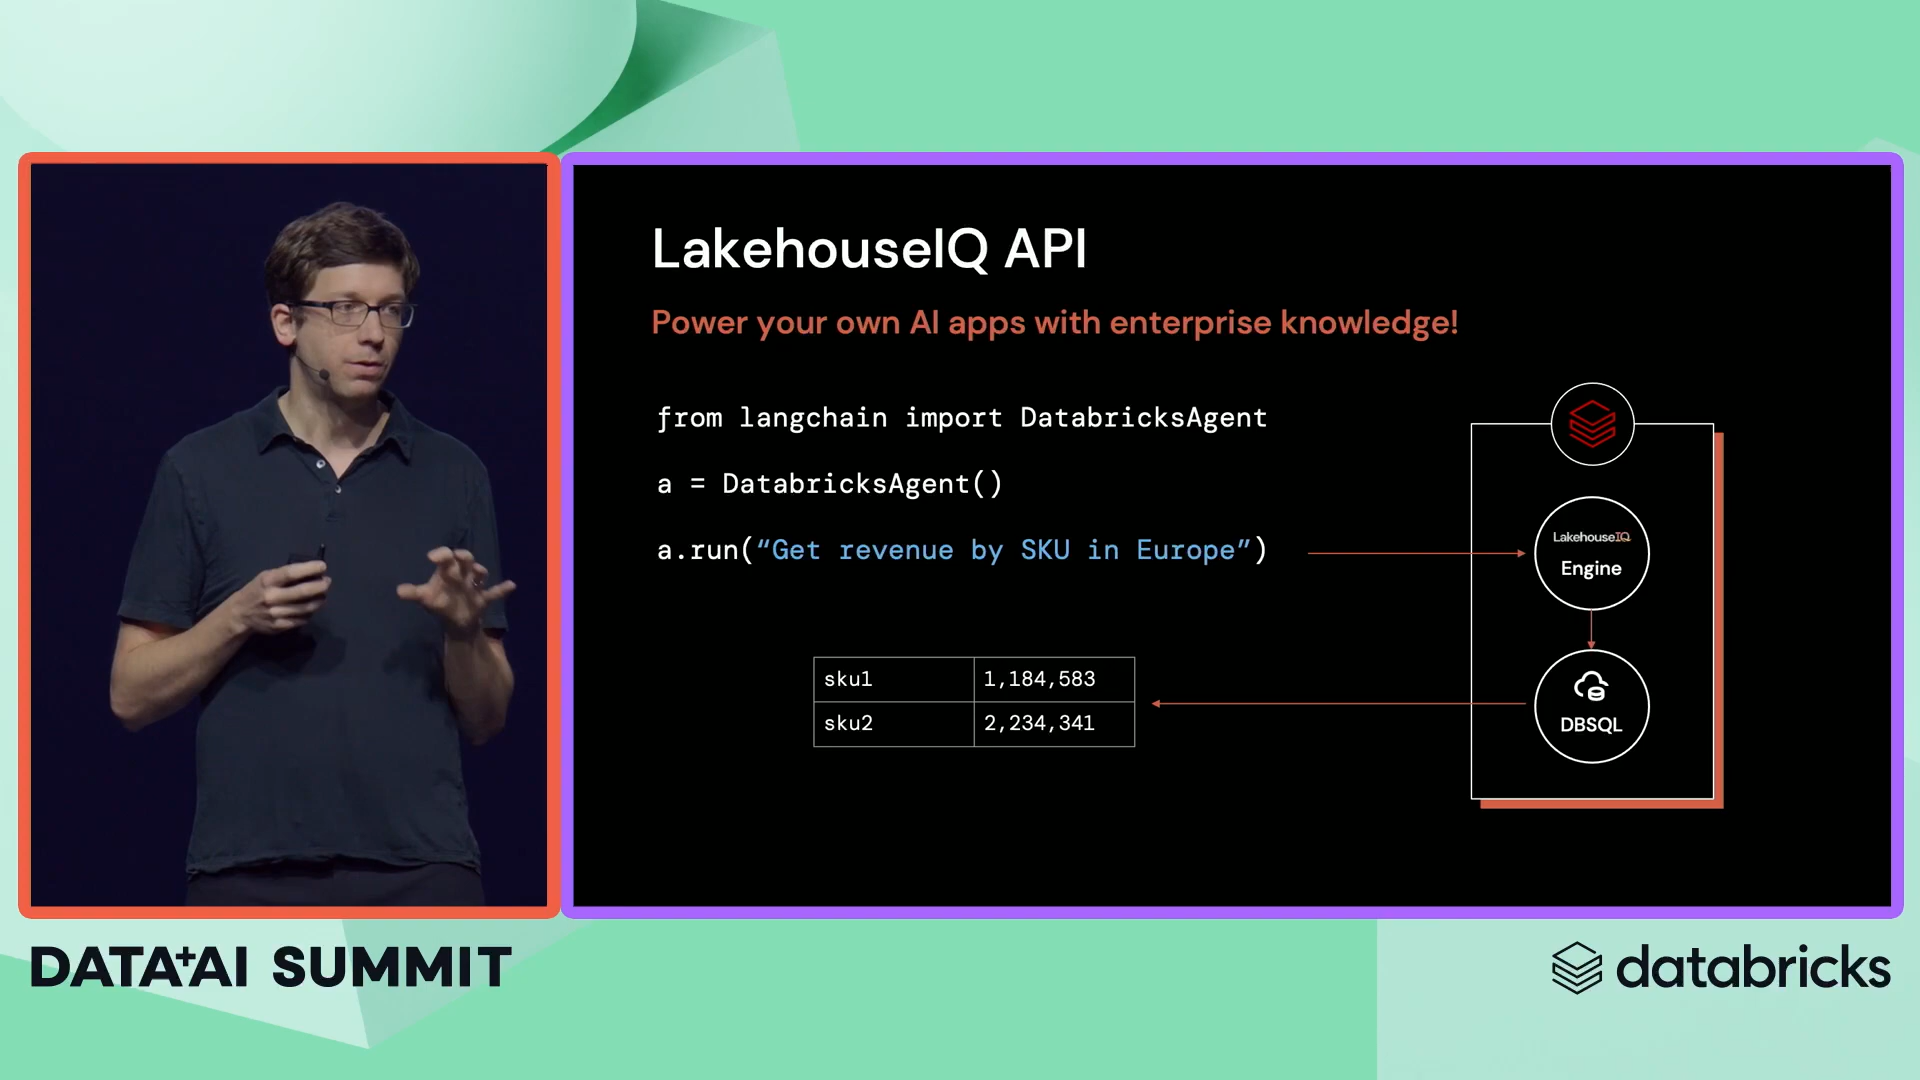 LakehouseIQ API
Power your own AI apps with enterprise knowledge!
from langchain import DatabricksAgent
a = DatabricksAgent()
a.run(“Get revenue by SKU in Europe”)
LakehouseIQ
Engine
DBSQL
sku1 1,184,583
sku2 2,234,341
DATA+AI SUMMIT
databricks